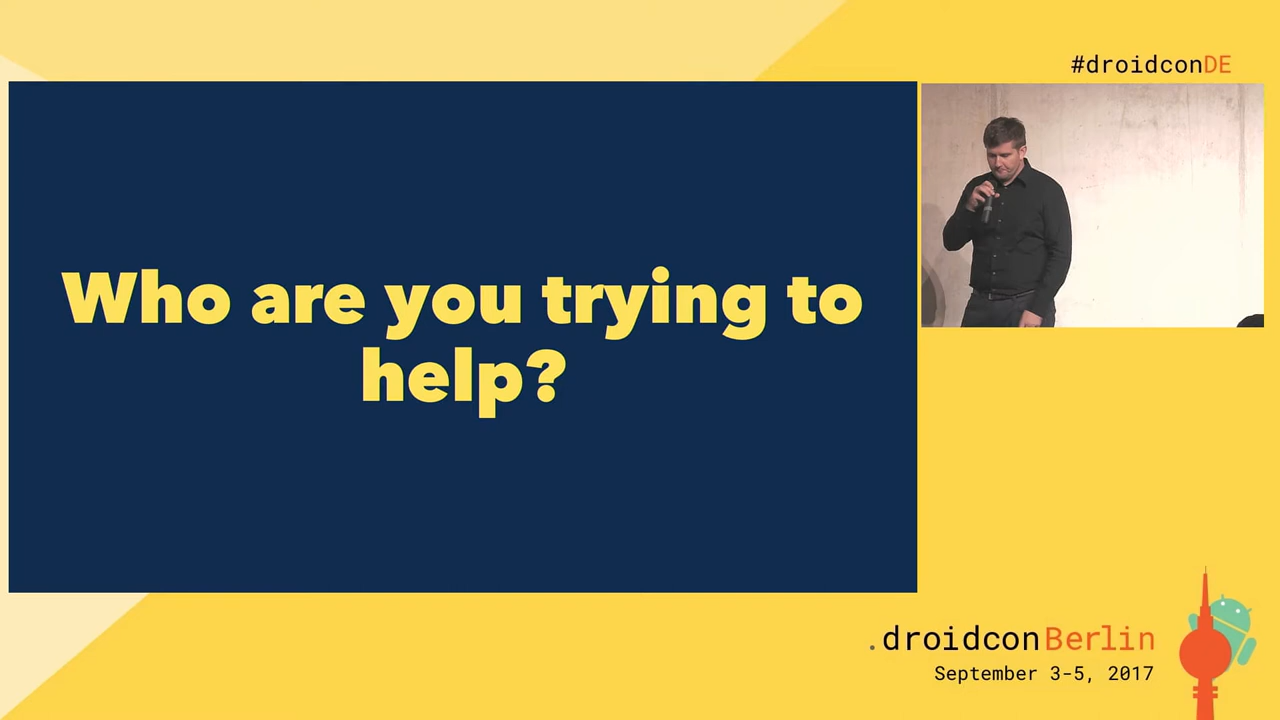 #droidconDE
Who are you trying to
help?
.droidconBerlin
September 3-5, 2017